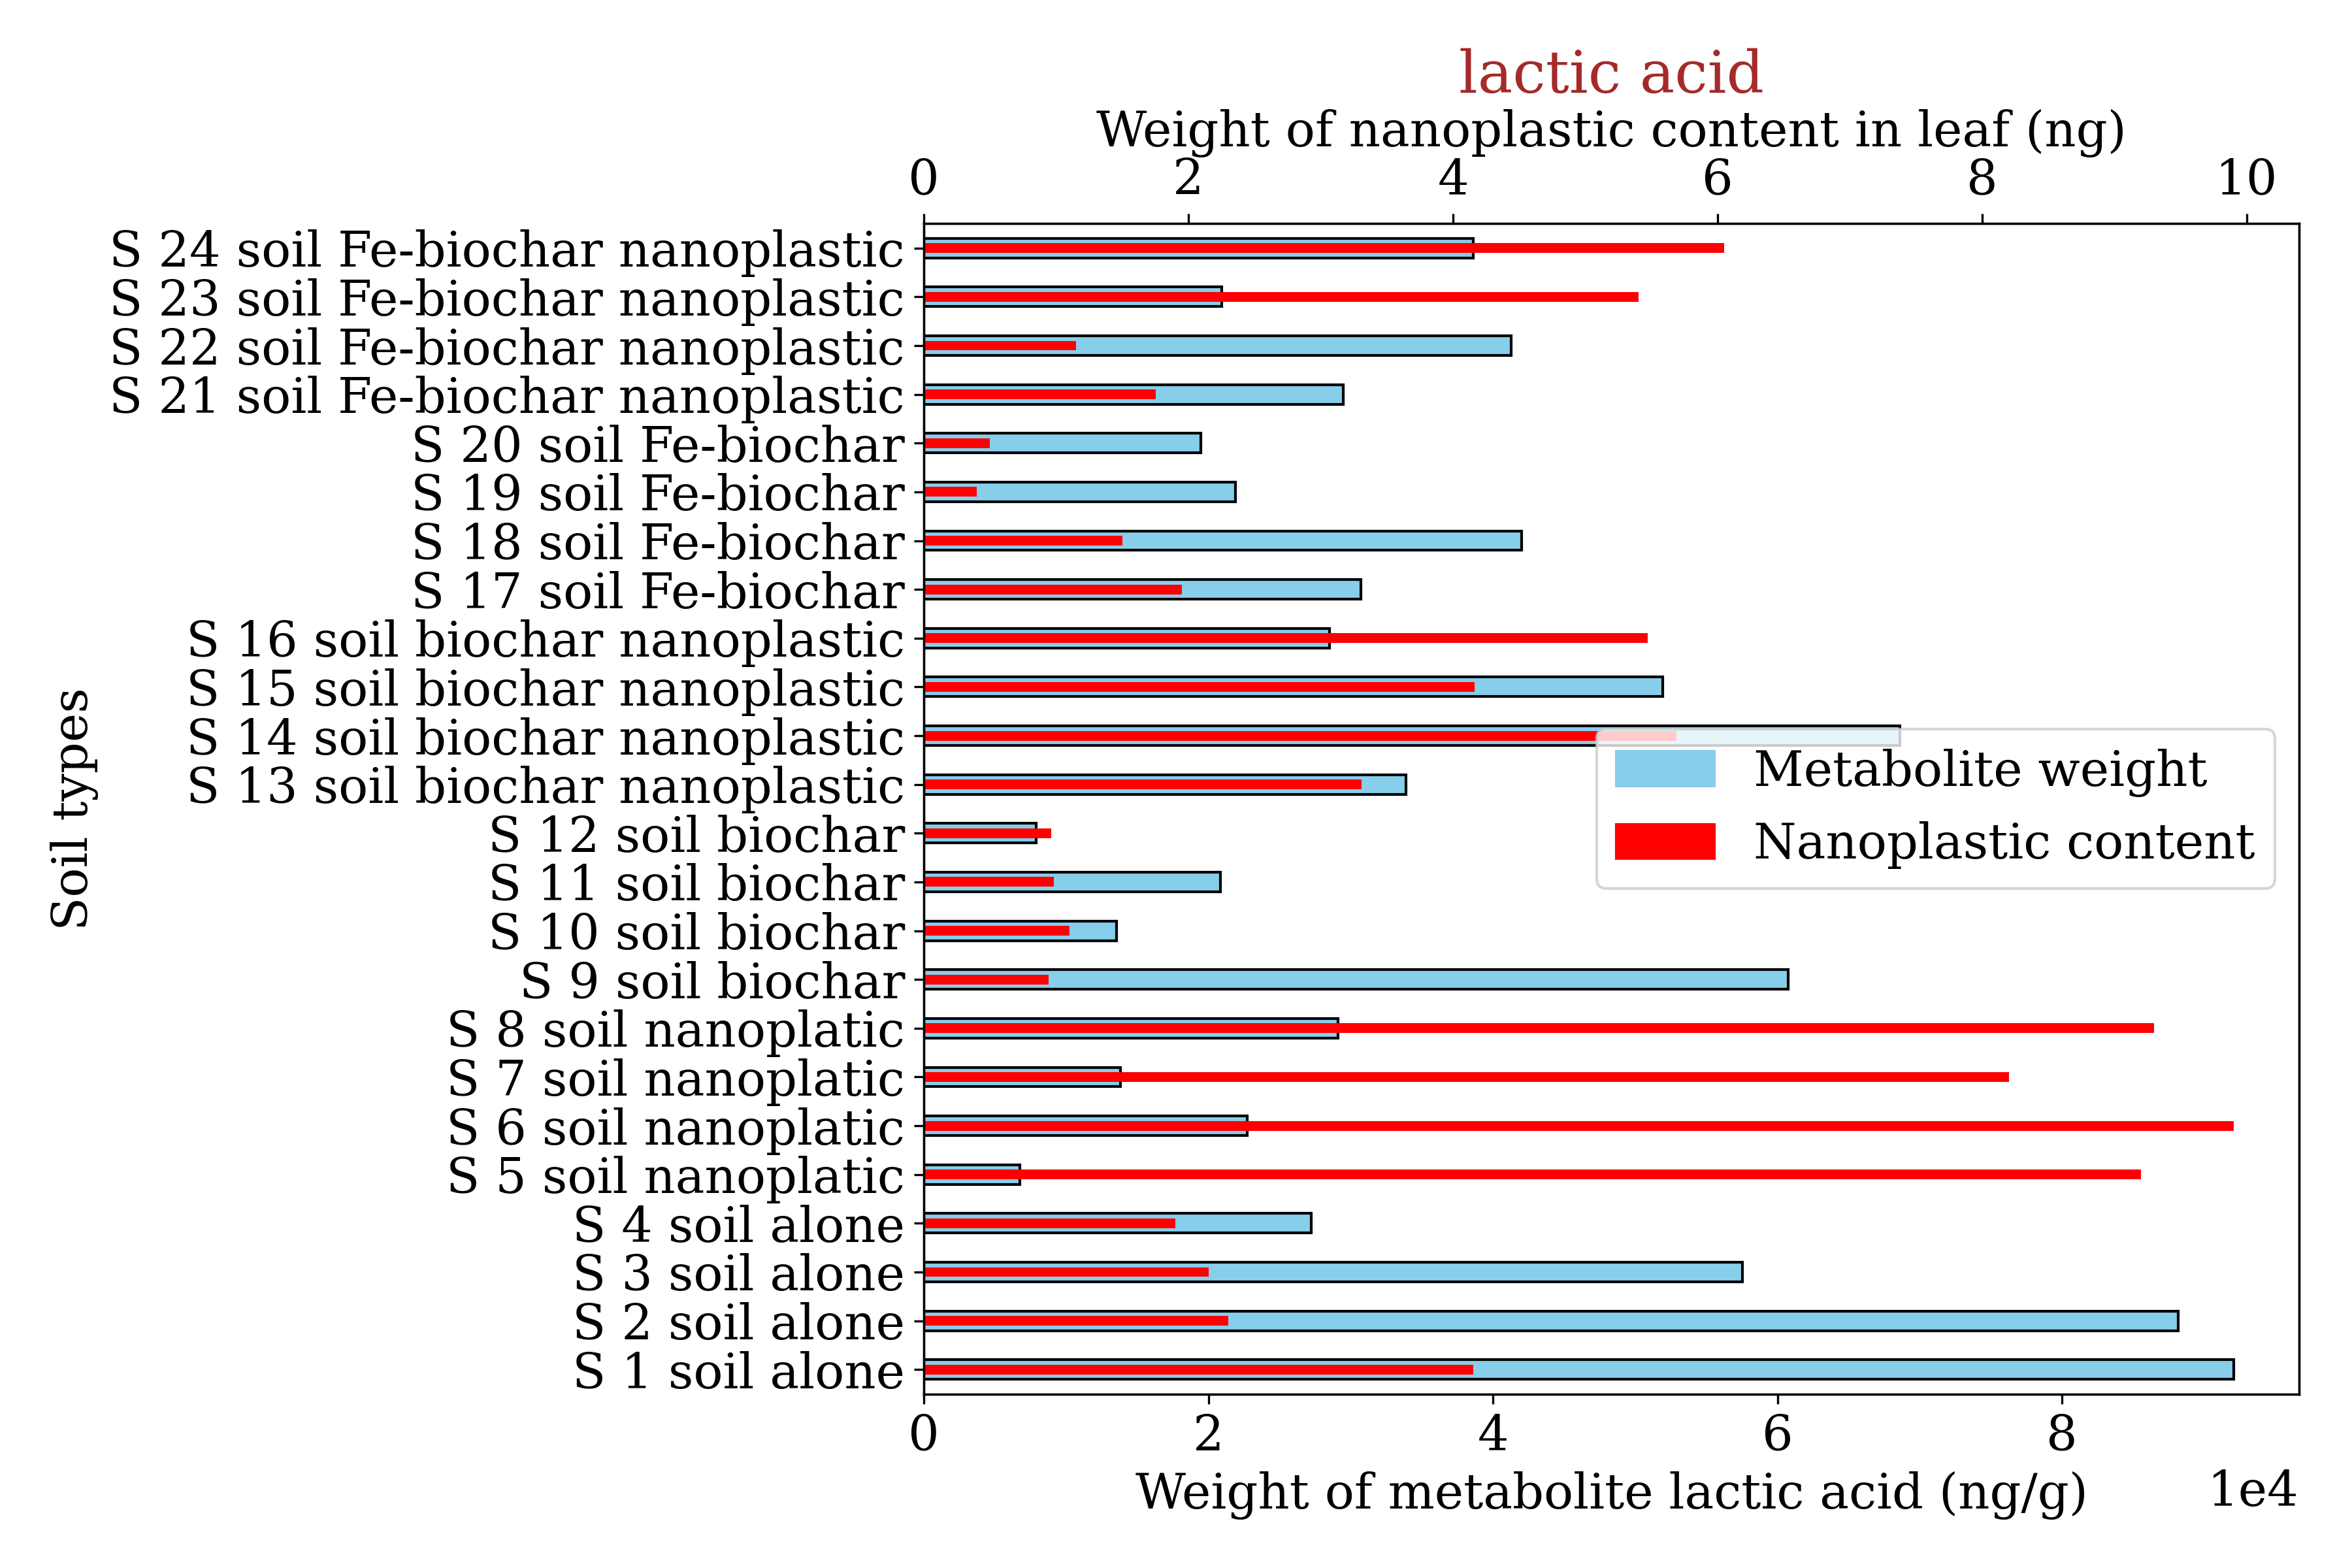 lactic acid
Weight of nanoplastic content in leaf (ng)
0 2 4 6 8 10
S 24 soil Fe-biochar nanoplastic
S 23 soil Fe-biochar nanoplastic
S 22 soil Fe-biochar nanoplastic
S 21 soil Fe-biochar nanoplastic
S 20 soil Fe-biochar
S 19 soil Fe-biochar
S 18 soil Fe-biochar
S 17 soil Fe-biochar
S 16 soil biochar nanoplastic
S 15 soil biochar nanoplastic
S 14 soil biochar nanoplastic
S 13 soil biochar nanoplastic
S 12 soil biochar
S 11 soil biochar
S 10 soil biochar
S 9 soil biochar
S 8 soil nanoplatic
S 7 soil nanoplatic
S 6 soil nanoplatic
S 5 soil nanoplatic
S 4 soil alone
S 3 soil alone
S 2 soil alone
S 1 soil alone
Soil types
Metabolite weight
Nanoplastic content
0 2 4 6 8
Weight of metabolite lactic acid (ng/g)
1e4